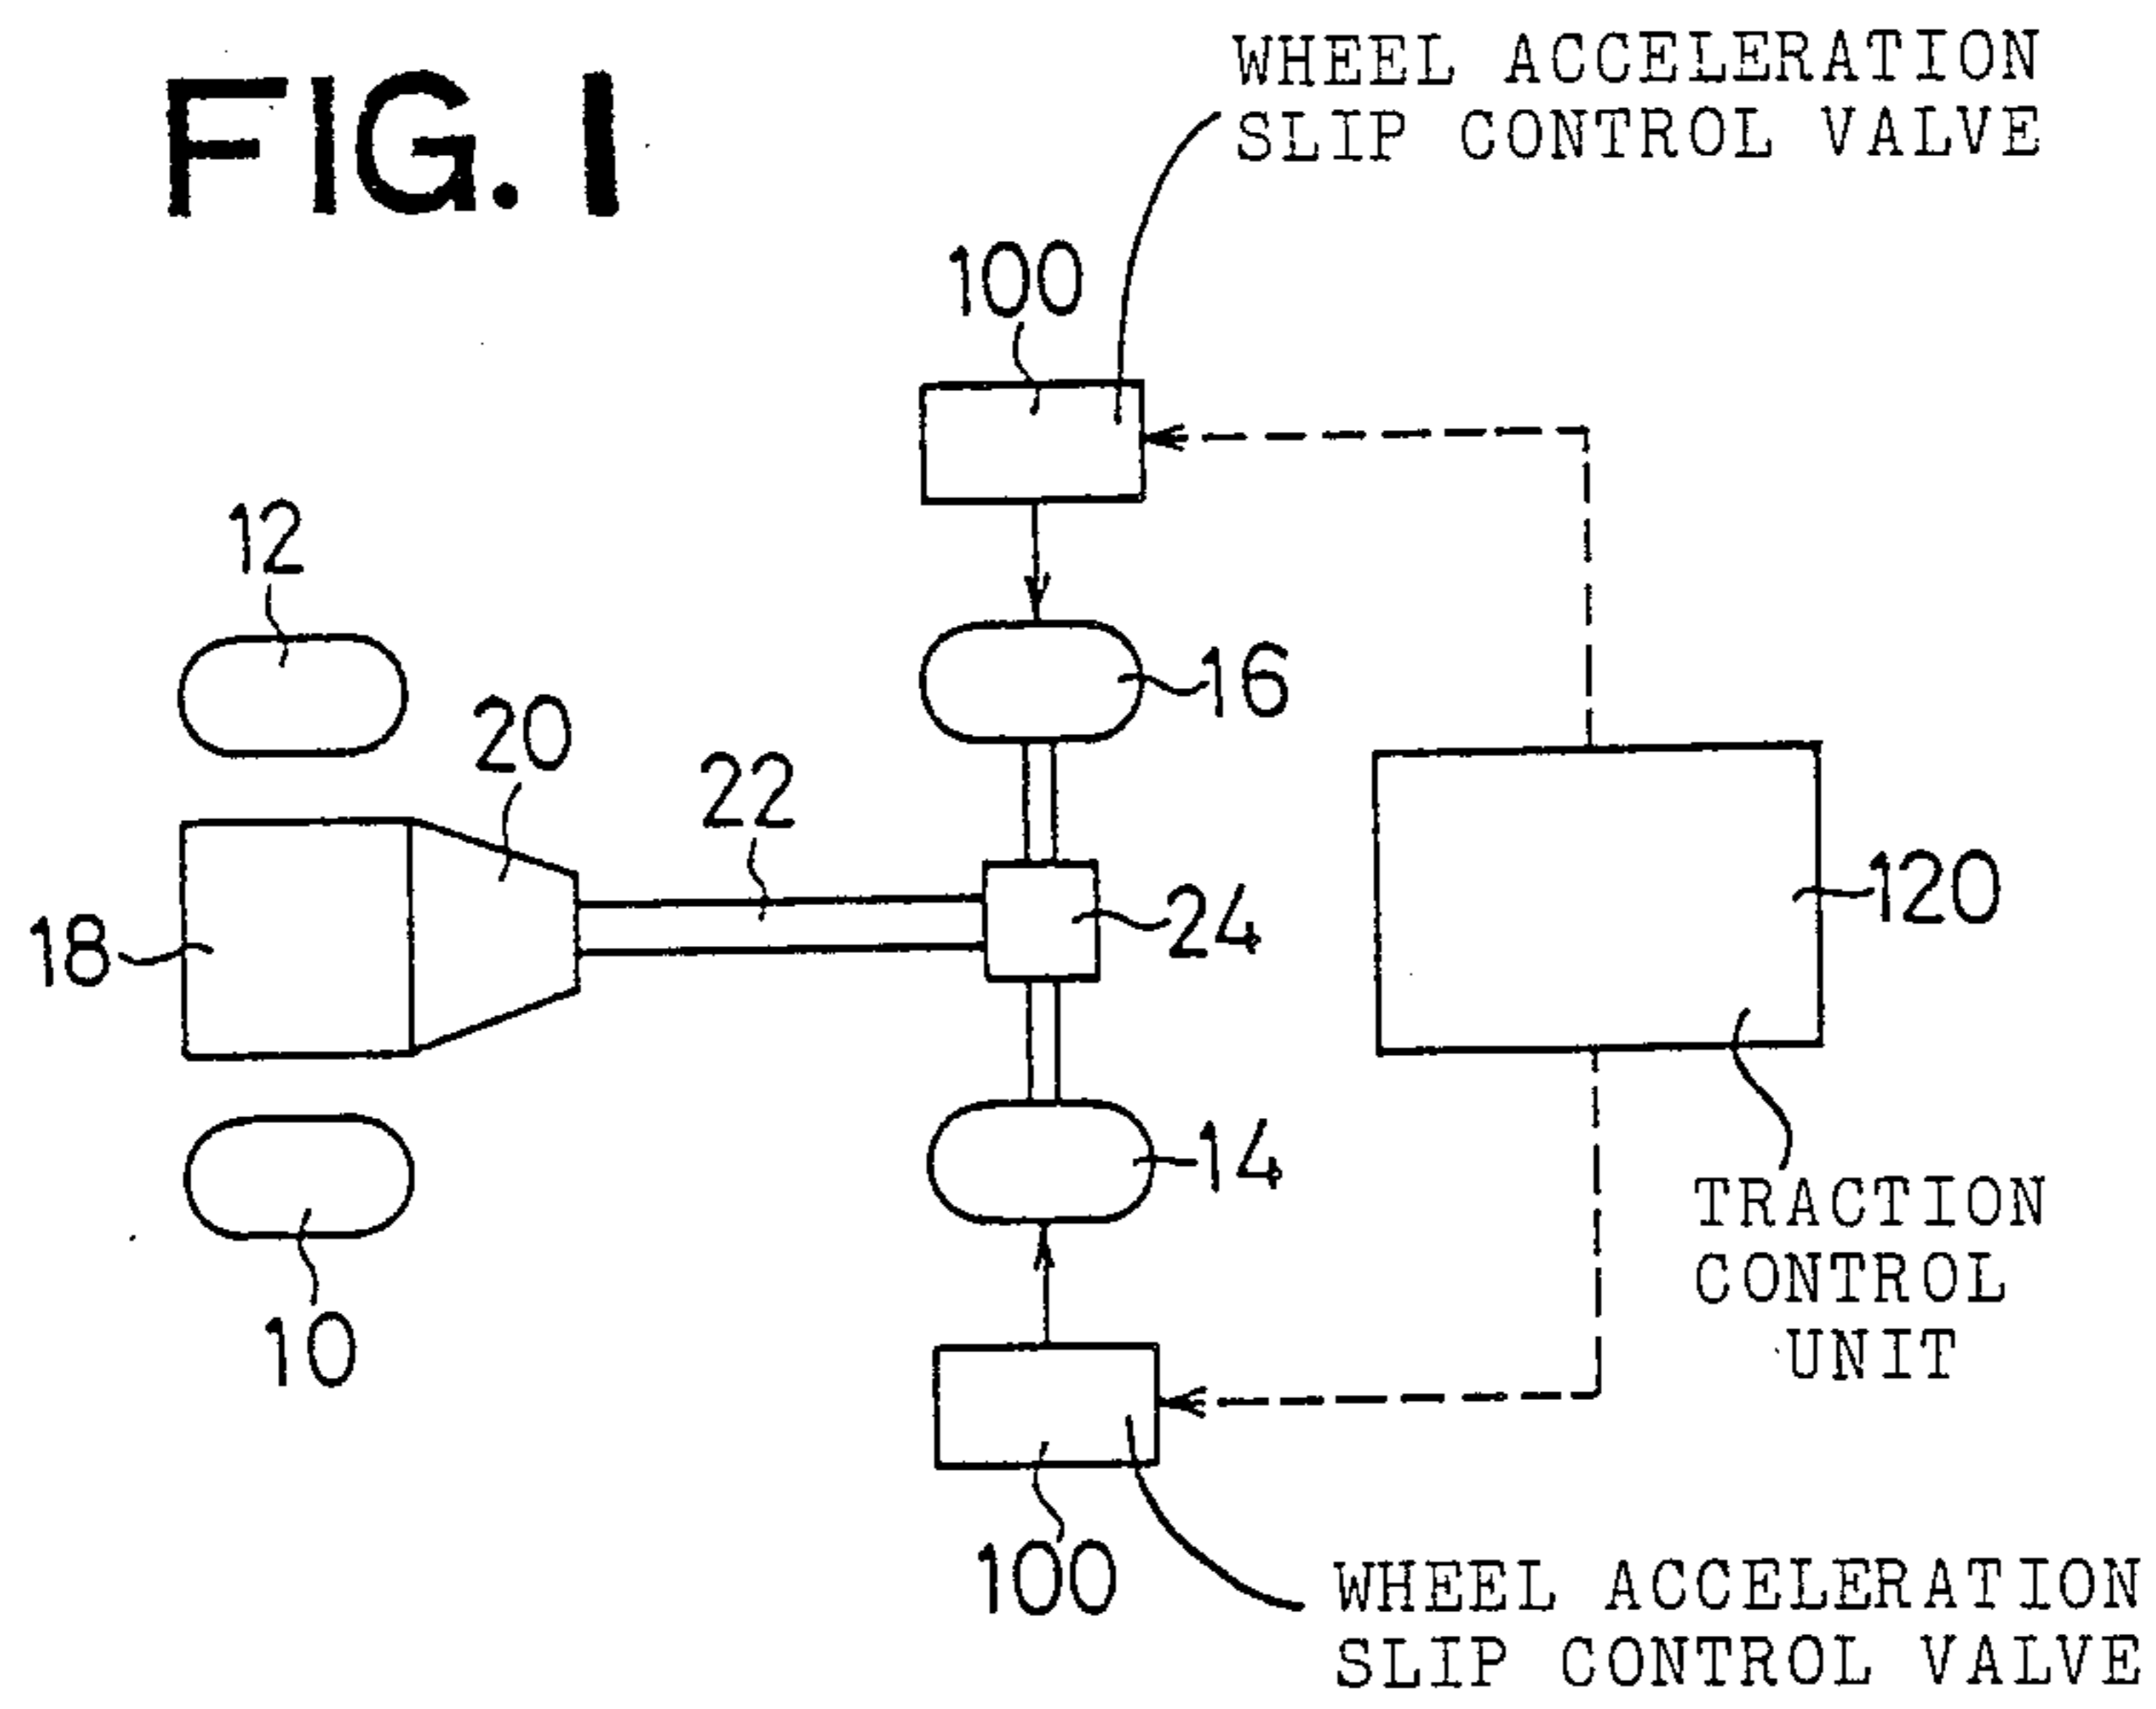 FIG. 1
WHEEL ACCELERATION
SLIP CONTROL VALVE
100
12
16
20
22
18
24
120
14
10
TRACTION
CONTROL
UNIT
100
WHEEL ACCELERATION
SLIP CONTROL VALVE